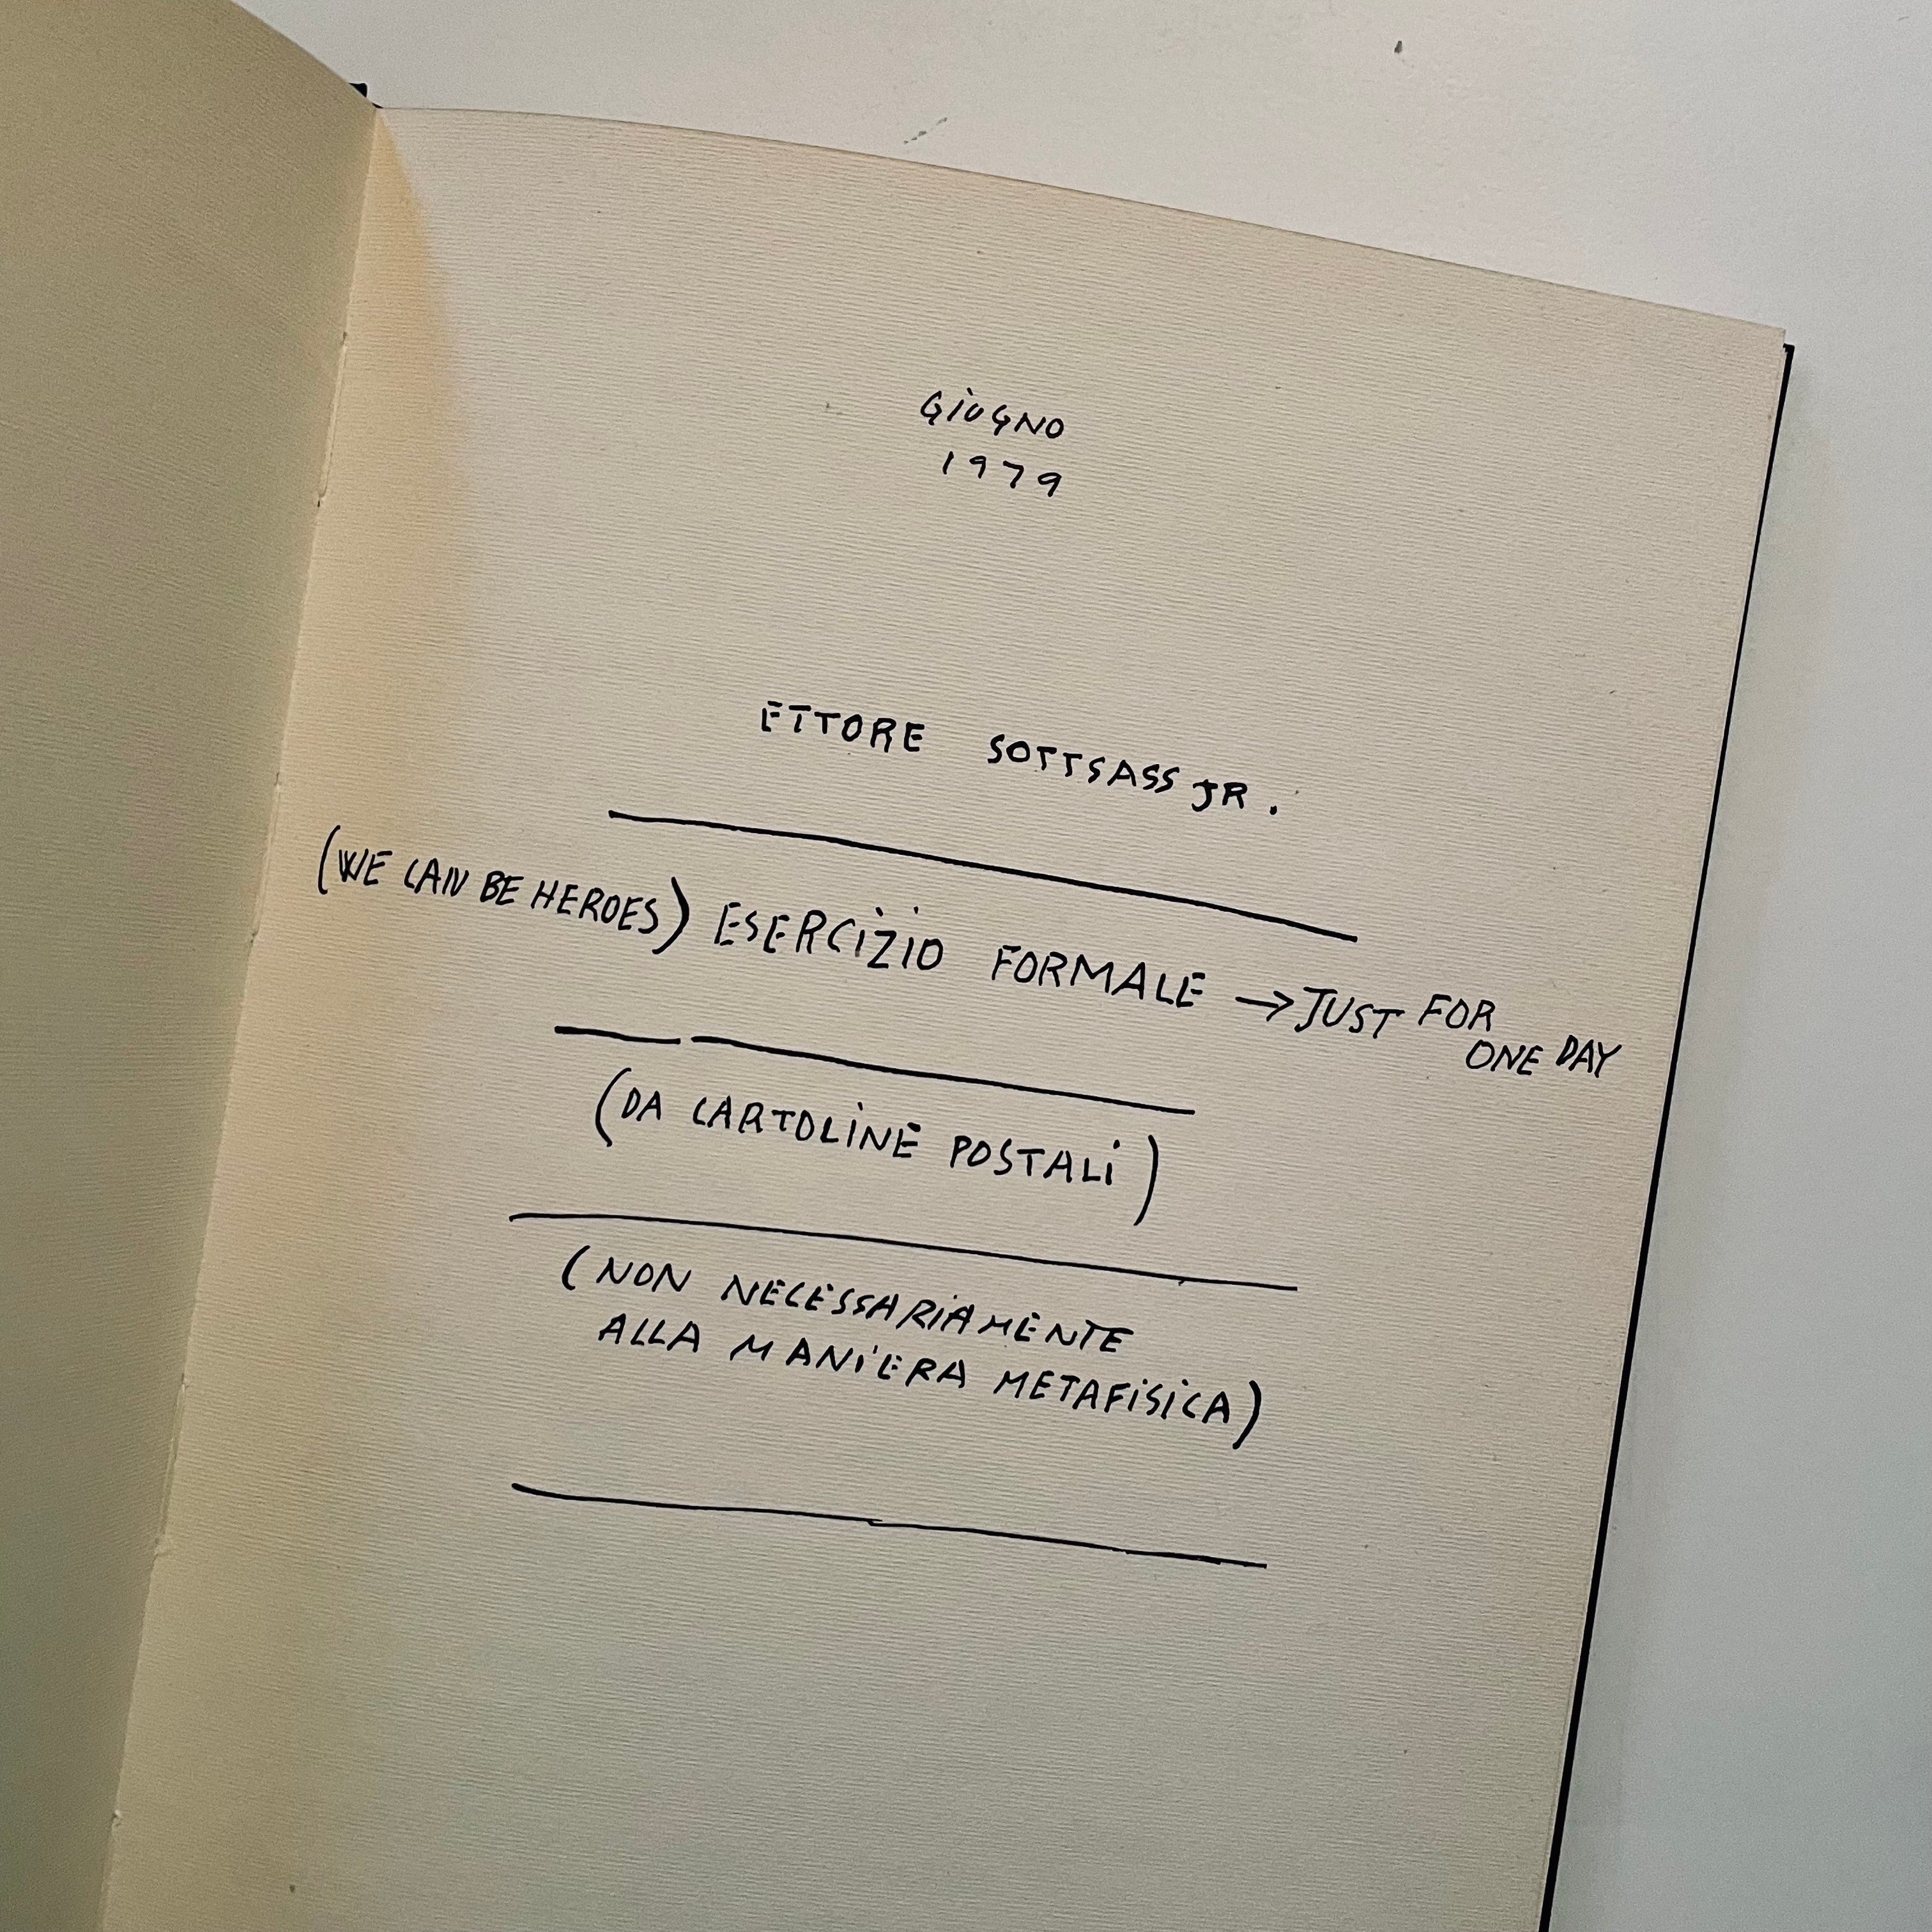 GIUGNO
1979
ETTORE SOTTSASS JR.
(WE CAN BE HEROES) ESERCIZIO FORMALE → JUST FOR
ONE DAY
(DA CARTOLINE POSTALI)
(NON NECESSARIAMENTE
ALLA MANIERA METAFISICA)